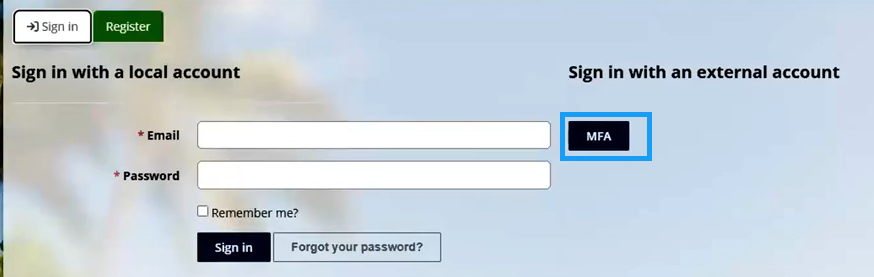 Sign in Register
Sign in with a local account
Sign in with an external account
* Email
MFA
* Password
Remember me?
Sign in Forgot your password?